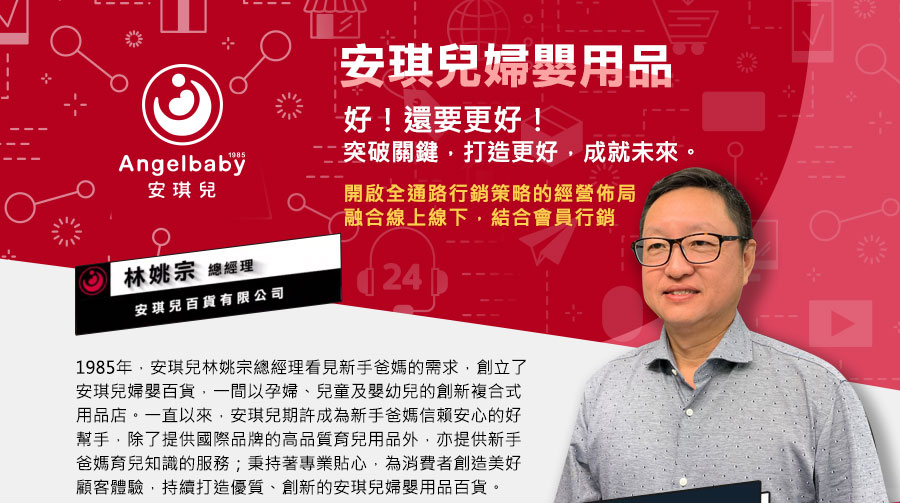 安琪兒婦嬰用品
好！還要更好！
突破關鍵，打造更好，成就未來。
開啟全通路行銷策略的經營佈局
融合線上線下，結合會員行銷
1985
Angelbaby
安琪兒
24
林姚宗 總經理
安琪兒百貨有限公司
1985年，安琪兒林姚宗總經理看見新手爸媽的需求，創立了
安琪兒婦嬰百貨，一間以孕婦、兒童及嬰幼兒的創新複合式
用品店。一直以來，安琪兒期許成為新手爸媽信賴安心的好
幫手，除了提供國際品牌的高品質育兒用品外，亦提供新手
爸媽育兒知識的服務；秉持著專業貼心，為消費者創造美好
顧客體驗，持續打造優質、創新的安琪兒婦嬰用品百貨。